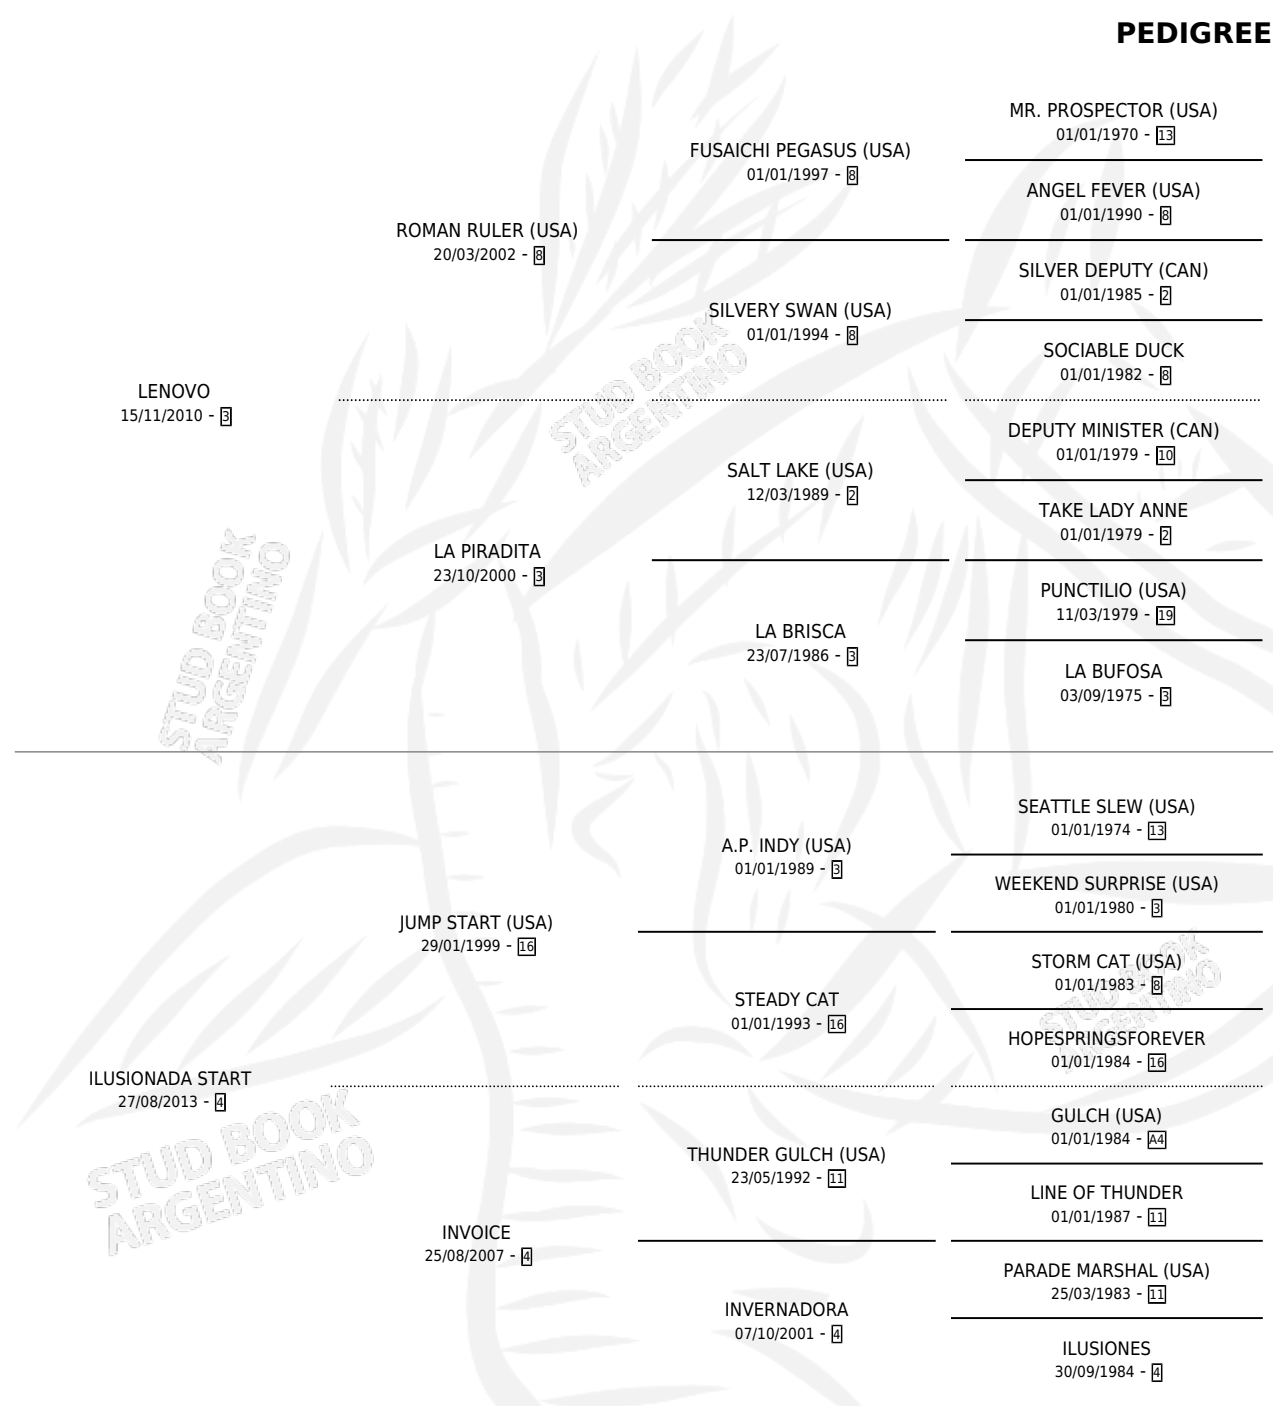 PEDIGREE
MR. PROSPECTOR (USA)
01/01/1970 - 13
FUSAICHI PEGASUS (USA)
01/01/1997 - 8
ANGEL FEVER (USA)
01/01/1990 - 8
ROMAN RULER (USA)
20/03/2002 - 8
SILVER DEPUTY (CAN)
01/01/1985 - 2
SILVERY SWAN (USA)
01/01/1994 - 8
SOCIABLE DUCK
01/01/1982 - 8
LENOVO
15/11/2010 - 3
DEPUTY MINISTER (CAN)
01/01/1979 - 10
SALT LAKE (USA)
12/03/1989 - 2
TAKE LADY ANNE
01/01/1979 - 2
LA PIRADITA
23/10/2000 - 3
PUNCTILIO (USA)
11/03/1979 - 19
LA BRISCA
23/07/1986 - 3
LA BUFOSA
03/09/1975 - 3
SEATTLE SLEW (USA)
01/01/1974 - 13
A.P. INDY (USA)
01/01/1989 - 3
WEEKEND SURPRISE (USA)
01/01/1980 - 3
JUMP START (USA)
29/01/1999 - 16
STORM CAT (USA)
01/01/1983 - 8
STEADY CAT
01/01/1993 - 16
HOPESPRINGSFOREVER
01/01/1984 - 16
ILUSIONADA START
27/08/2013 - 4
GULCH (USA)
01/01/1984 - A4
THUNDER GULCH (USA)
23/05/1992 - 11
LINE OF THUNDER
01/01/1987 - 11
INVOICE
25/08/2007 - 4
PARADE MARSHAL (USA)
25/03/1983 - 11
INVERNADORA
07/10/2001 - 4
ILUSIONES
30/09/1984 - 4
STUD BOOK
ARGENTINO
STUD BOOK
ARGENTINO
STUD BOOK
ARGENTINO
STUD BOOK
ARGENTINO